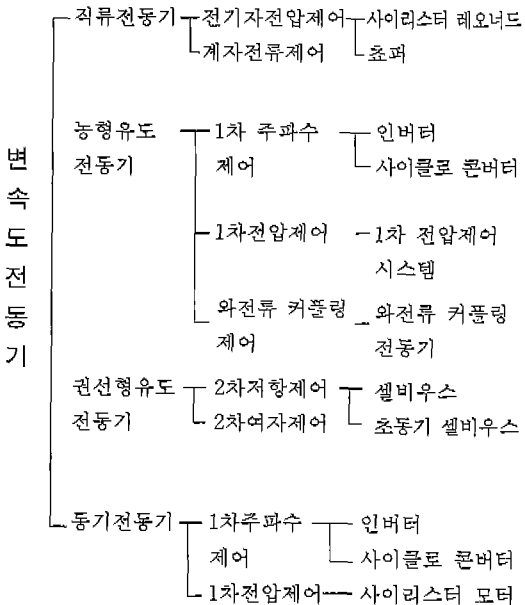 변속도전동기
직류전동기 전기자전압제어 사이리스터 레오너드
계자전류제어 초퍼
농형유도 1차 주파수 인버터
전동기 제어 사이클로 콘버터
1차전압제어 1차 전압제어
시스템
와전류 커플링 와전류 커플링
제어 전동기
권선형유도 2차저항제어 셀비우스
전동기 2차여자제어 초동기 셀비우스
동기전동기 1차주파수 인버터
제어 사이클로 콘버터
1차전압제어 사이리스터 모터